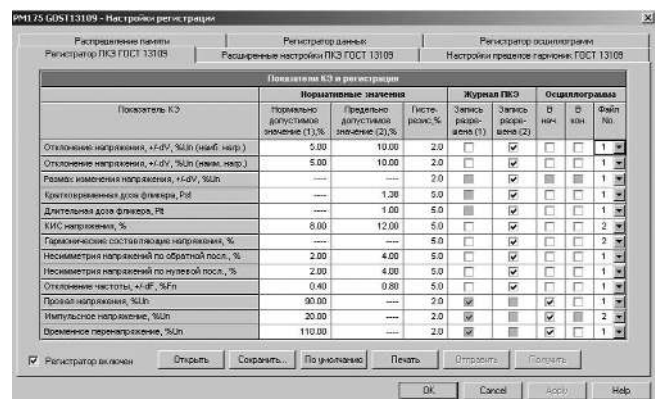 PM175 GOST13109 - Настройки регистрации
Распределение памяти Регистратор данных Регистратор осциллограмм
Регистратор ПКЭ ГОСТ 13109 Расширенные настройки ПКЭ ГОСТ 13109 Настройки пределов гармоник ГОСТ 13109
Показатели КЭ и регистрация
Нормативные значения Журнал ПКЭ Осциллограмма
Показатель КЭ Нормально допустимое значение (1),% Предельно допустимое значение (2),% Гисте-резис,% Запись разре-шена (1) Запись разре-шена (2) В нач. В кон. Файл No.
Отклонение напряжения, +/-dV, %Un (наиб. нагр.) 5.00 10.00 2.0 1
Отклонение напряжения, +/-dV, %Un (наим. нагр.) 5.00 10.00 2.0 1
Размах изменения напряжения, +/-dV, %Un ---- ---- 2.0 1
Кратковременная доза фликера, Pst ---- 1.38 5.0 1
Длительная доза фликера, Plt ---- 1.00 5.0 1
КИС напряжения, % 8.00 12.00 5.0 2
Гармонические составляющие напряжения, % ---- ---- 5.0 2
Несимметрия напряжений по обратной посл., % 2.00 4.00 5.0 1
Несимметрия напряжений по нулевой посл., % 2.00 4.00 5.0 1
Отклонение частоты, +/-dF, %Fn 0.40 0.80 5.0 1
Провал напряжения, %Un 90.00 ---- 2.0 1
Импульсное напряжение, %Un 20.00 ---- 2.0 2
Временное перенапряжение, %Un 110.00 ---- 2.0 1
Регистратор включен Открыть Сохранить... По умолчанию Печать Отправить Получить
OK Cancel Apply Help